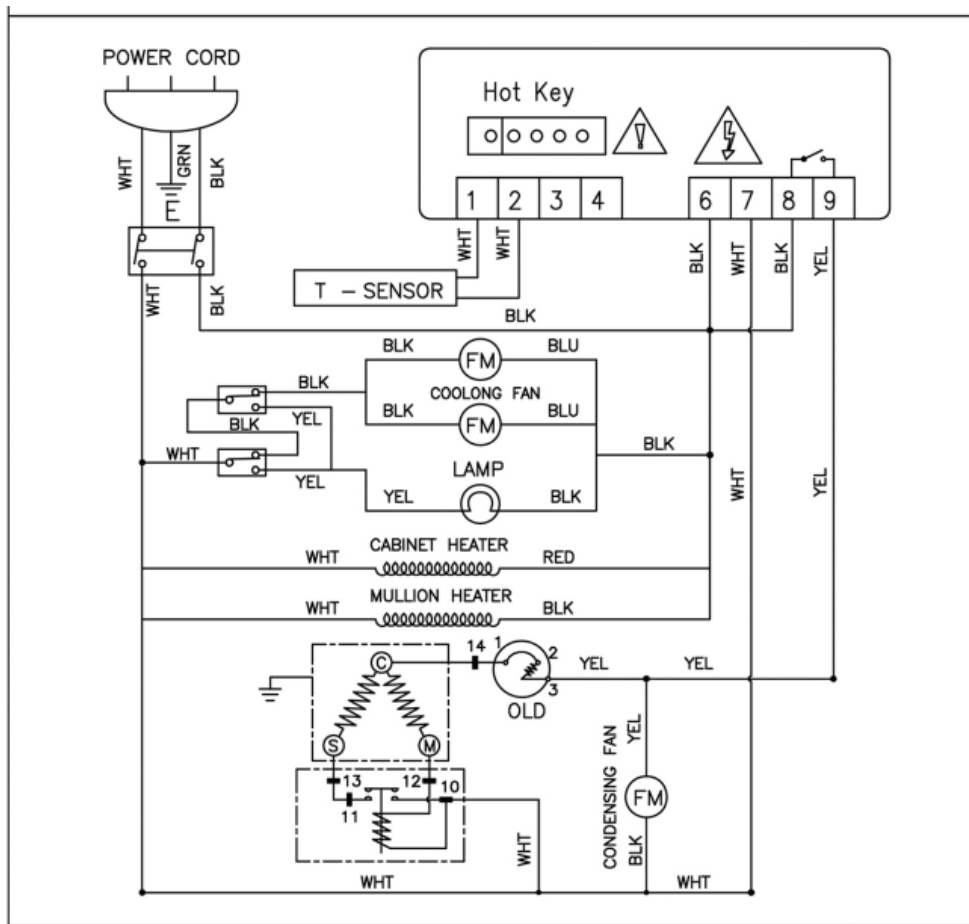 POWER CORD
Hot Key
WHT
GRN
BLK
E
1 2 3 4
6 7 8 9
WHT
WHT
BLK
WHT
BLK
YEL
T - SENSOR
WHT
BLK
BLK
BLK
FM
BLU
BLK
COOLONG FAN
YEL
BLK
BLK
FM
BLU
WHT
BLK
LAMP
YEL
YEL
BLK
WHT
YEL
CABINET HEATER
WHT
RED
MULLION HEATER
WHT
BLK
14
1
2
3
C
YEL
YEL
OLD
S
M
YEL
13
12
10
11
CONDENSING FAN
FM
BLK
WHT
WHT
WHT